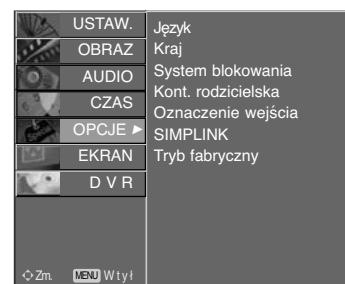 USTAW.
OBRAZ
AUDIO
CZAS
OPCJE ►
EKRAN
D V R
Zm. MENU Wtył
Język
Kraj
System blokowania
Kont. rodzicielska
Oznaczenie wejścia
SIMPLINK
Tryb fabryczny